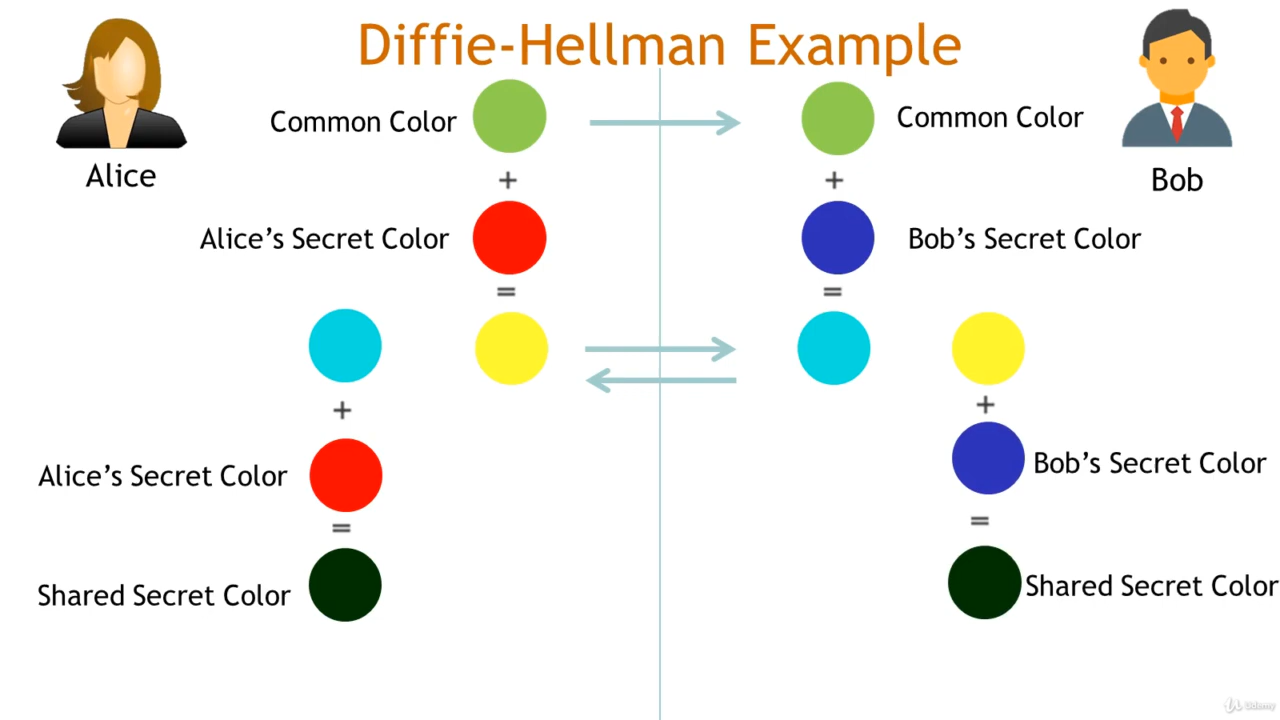 Diffie-Hellman Example
Common Color
Common Color
Alice
Bob
+
+
Alice’s Secret Color
Bob’s Secret Color
=
=
+
+
Alice’s Secret Color
Bob’s Secret Color
=
=
Shared Secret Color
Shared Secret Color
Udemy